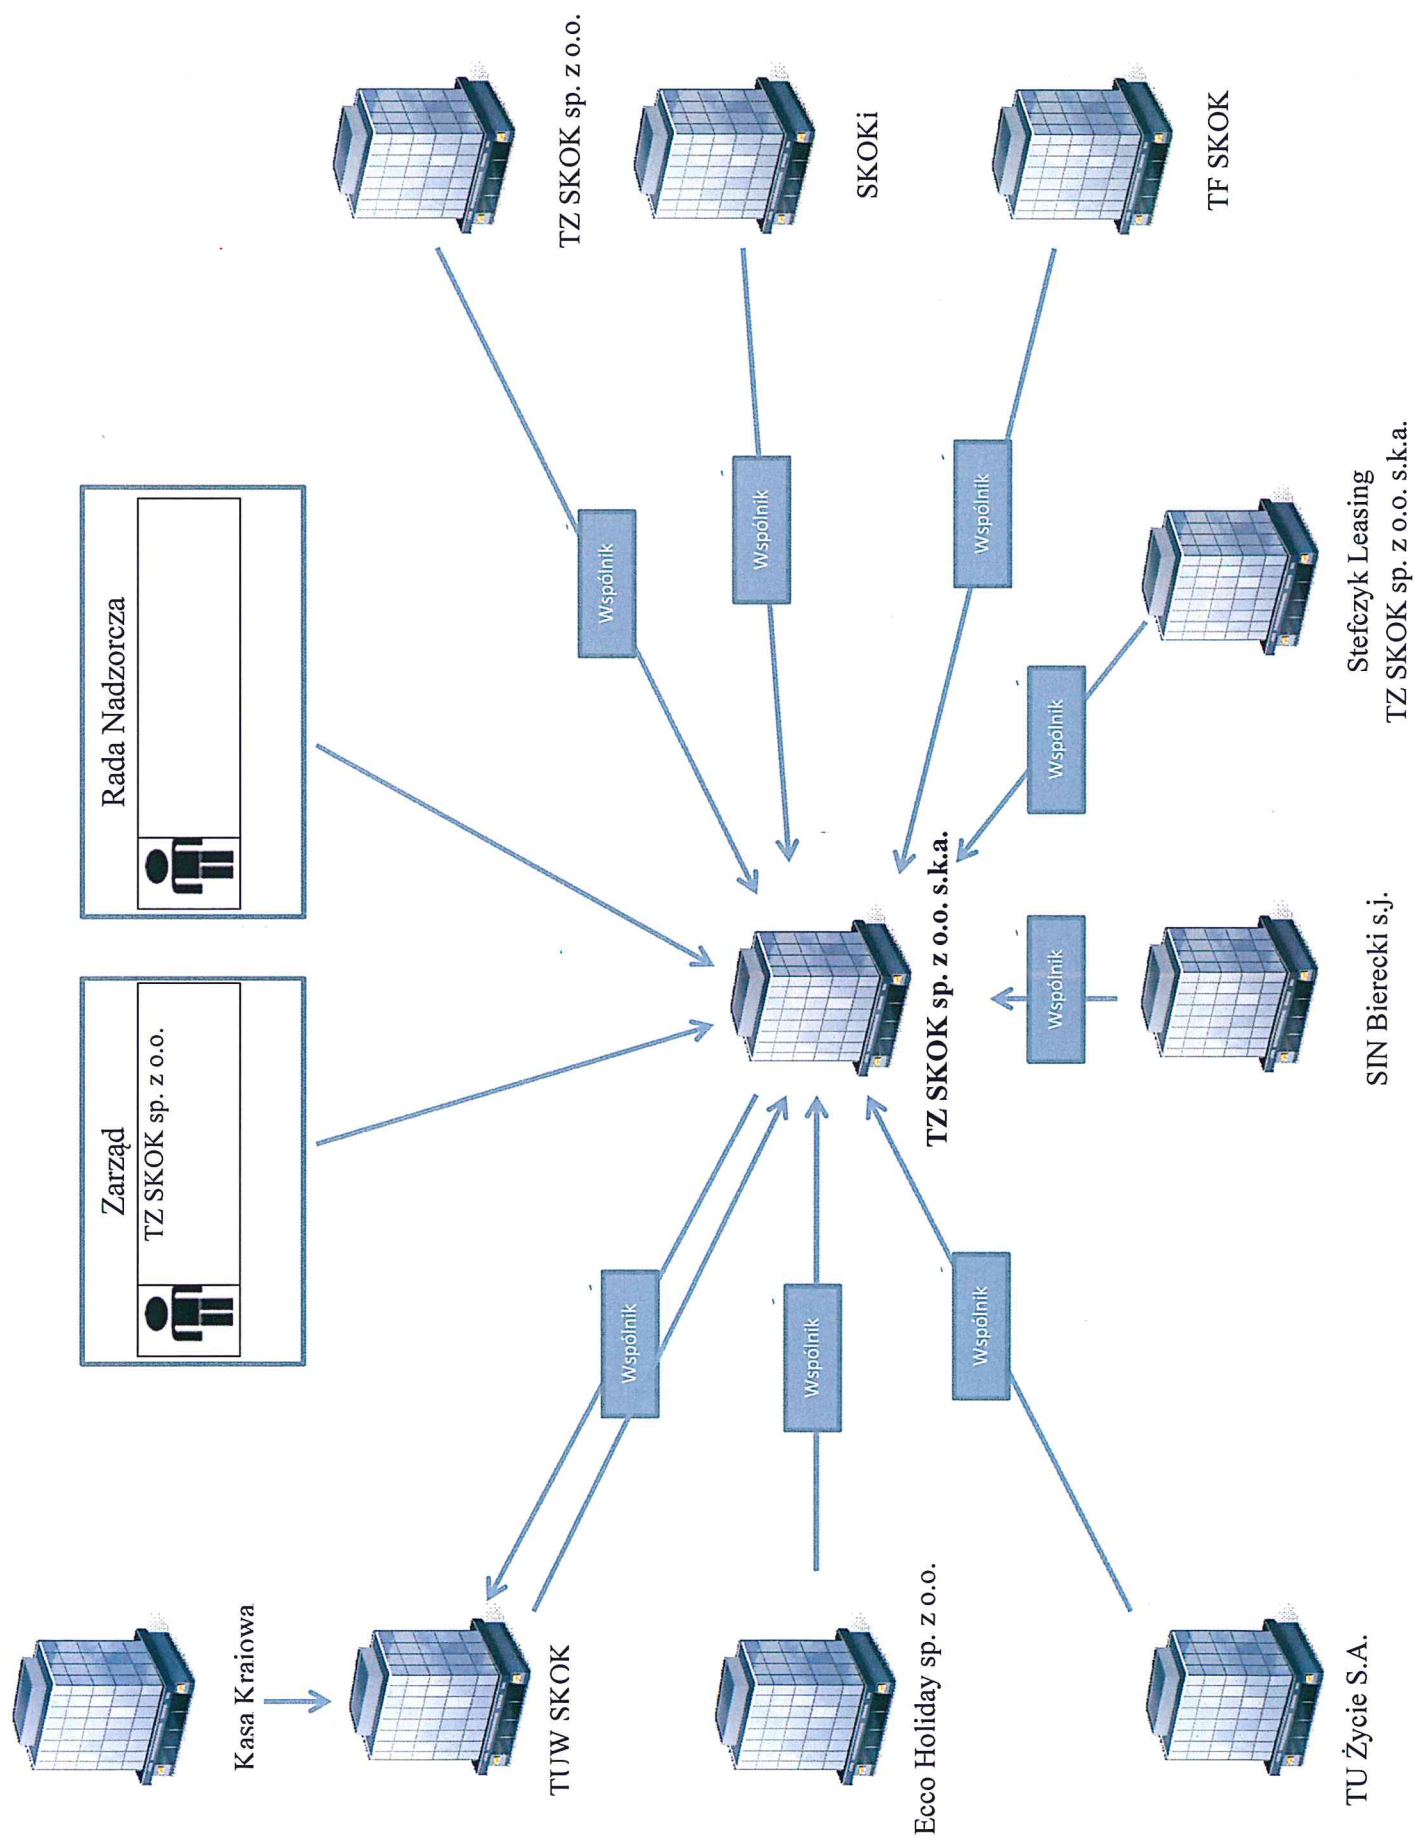 Kasa Kraiowa
Zarząd
TZ SKOK sp. z o.o.
Rada Nadzorcza
TZ SKOK sp. z o.o.
TUW SKOK
Wspólnik
Wspólnik
Wspólnik
SKOKi
Ecco Holiday sp. z o.o.
Wspólnik
TZ SKOK sp. z o.o. s.k.a.
Wspólnik
Wspólnik
TF SKOK
Wspólnik
Wspólnik
TU Życie S.A.
SIN Bierecki s.j.
Stefczyk Leasing
TZ SKOK sp. z o.o. s.k.a.